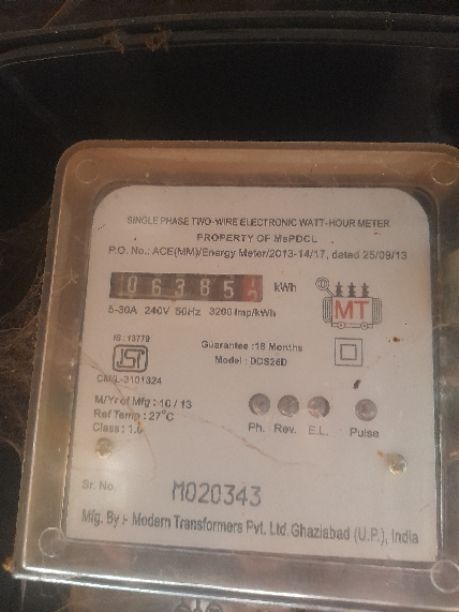 SINGLE PHASE TWO-WIRE ELECTRONIC WATT-HOUR METER
PROPERTY OF MePDCL
P.O. No.: ACE(MM)/Energy Meter/2013-14/17, dated 25/09/13
06385 kWh
5-30A 240V 50Hz 3200 imp/kWh
MT
IS : 13779
Guarantee :18 Months
Model : DCS26D
CM/L-3101324
M/Yr of Mfg : 10 / 13
Ref Temp : 27°C
Class : 1.0
Ph. Rev. E.L. Pulse
Sr. No. M020343
Mfg. By :- Modern Transformers Pvt. Ltd. Ghaziabad (U.P.), India